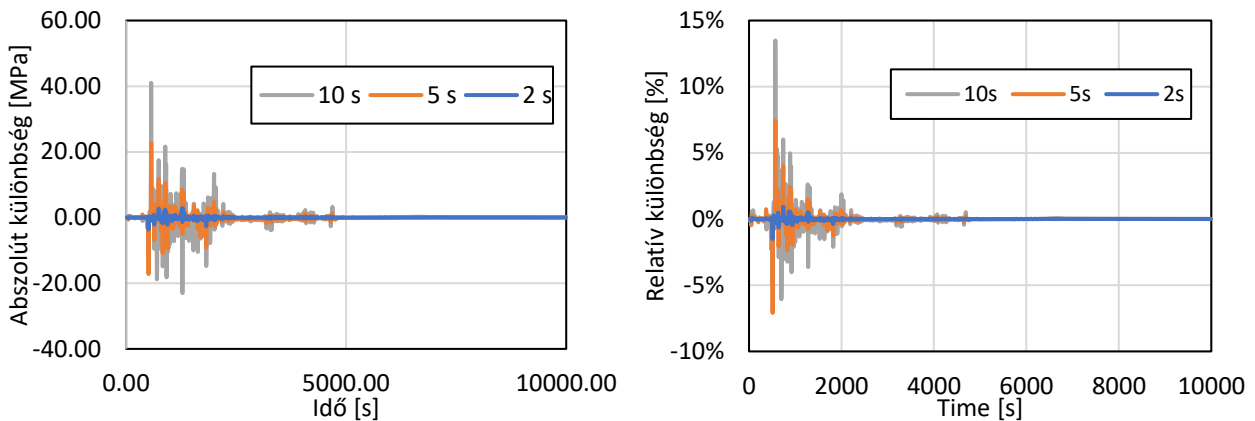 Abszolút különbség [MPa]
60.00
40.00
20.00
0.00
-20.00
-40.00
10 s 5 s 2 s
0.00 5000.00 10000.00
Idő [s]
Relatív különbség [%]
15%
10%
5%
0%
-5%
-10%
10s 5s 2s
0 2000 4000 6000 8000 10000
Time [s]